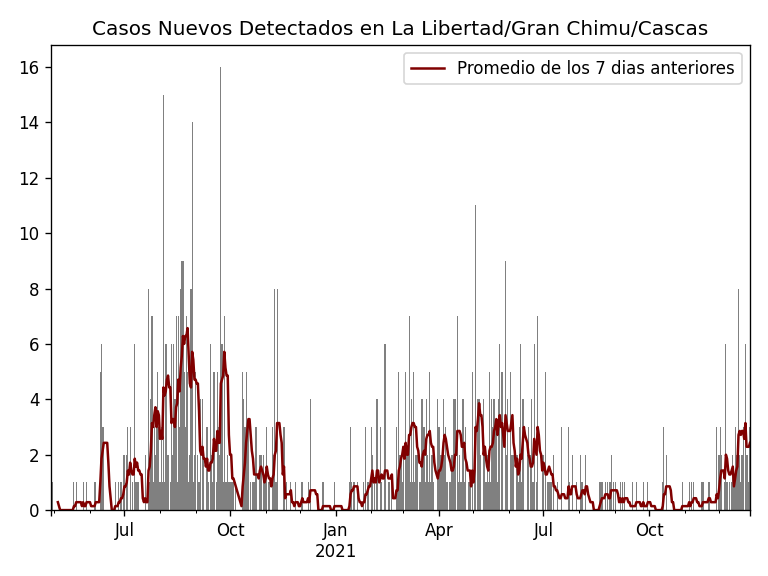 Casos Nuevos Detectados en La Libertad/Gran Chimu/Cascas
Promedio de los 7 dias anteriores
16
14
12
10
8
6
4
2
0
Jul
Oct
Jan
2021
Apr
Jul
Oct